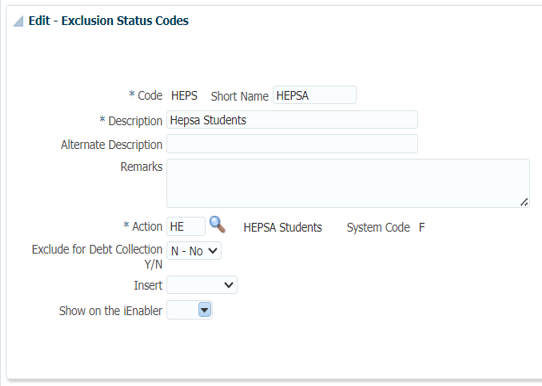 Edit - Exclusion Status Codes
* Code HEPS Short Name HEPSA
* Description Hepsa Students
Alternate Description
Remarks
* Action HE HEPSA Students System Code F
Exclude for Debt Collection
Y/N N - No
Insert
Show on the iEnabler